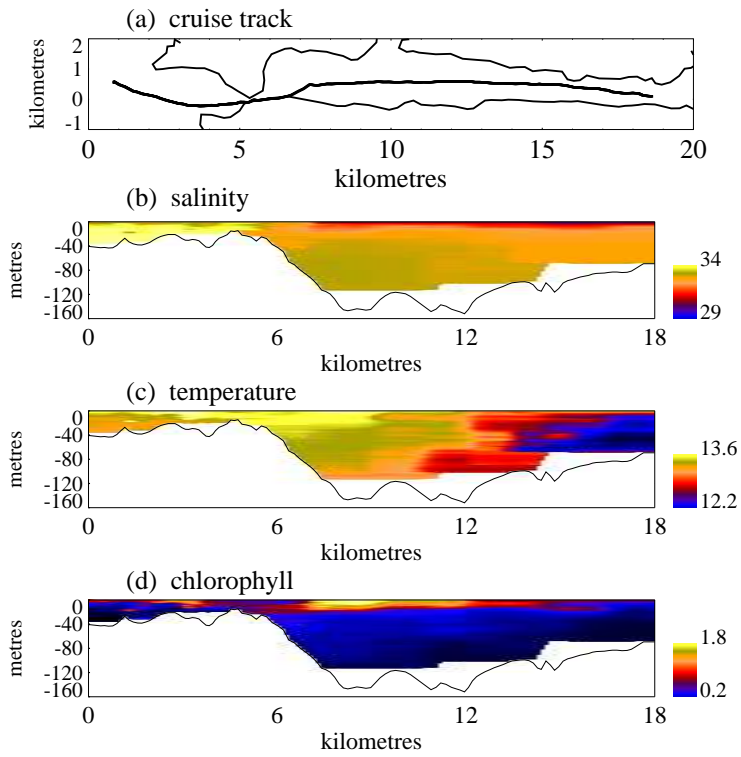 (a) cruise track
kilometres
2
1
0
-1
0 5 10 15 20
kilometres
(b) salinity
metres
0
-40
-80
-120
-160
34
29
0 6 12 18
kilometres
(c) temperature
metres
0
-40
-80
-120
-160
13.6
12.2
0 6 12 18
kilometres
(d) chlorophyll
metres
0
-40
-80
-120
-160
1.8
0.2
0 6 12 18
kilometres